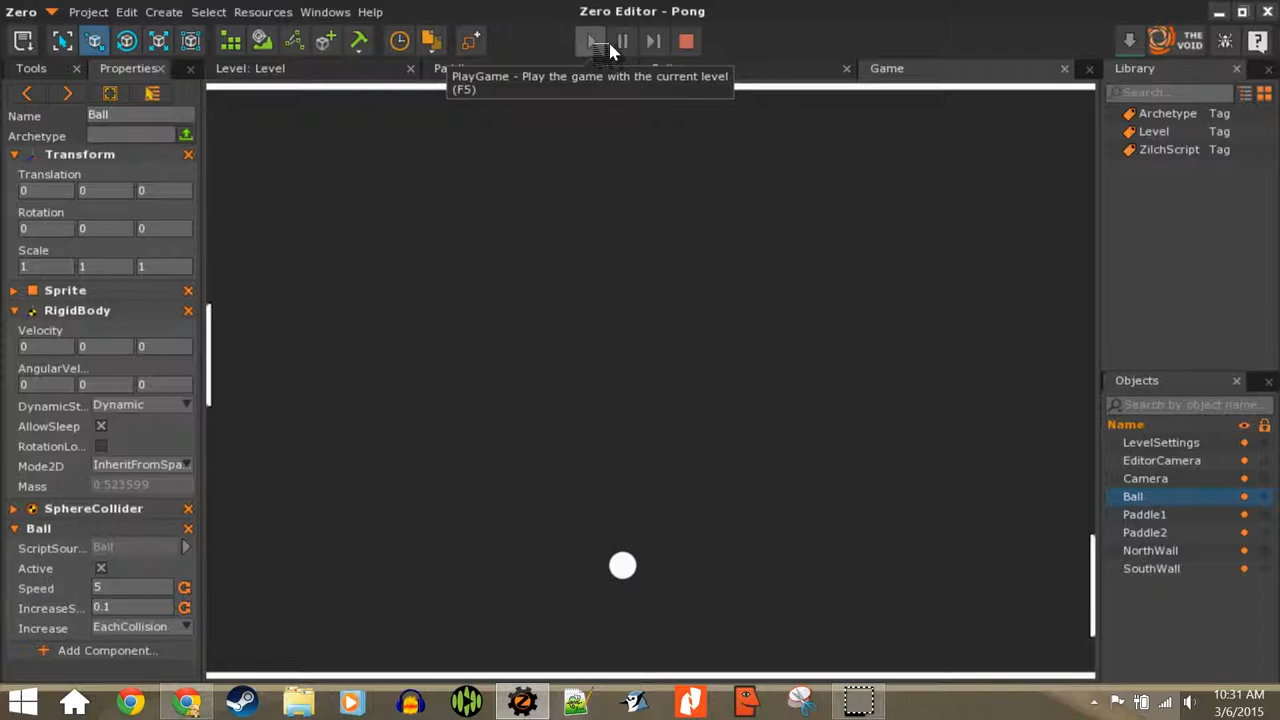 Zero Project Edit Create Select Resources Windows Help Zero Editor - Pong
THE VOID
Tools Properties Level: Level Game Library
PlayGame - Play the game with the current level
(F5)
Search...
Name Ball
Archetype
Transform
Translation
0 0 0
Rotation
0 0 0
Scale
1 1 1
Sprite
RigidBody
Velocity
0 0 0
AngularVel...
0 0 0
DynamicSt... Dynamic
AllowSleep
RotationLo...
Mode2D InheritFromSpa...
Mass 0.523599
SphereCollider
Ball
ScriptSour... Ball
Active
Speed 5
IncreaseS... 0.1
Increase EachCollision
Add Component...
Archetype Tag
Level Tag
ZilchScript Tag
Objects
Search by object name...
Name
LevelSettings
EditorCamera
Camera
Ball
Paddle1
Paddle2
NorthWall
SouthWall
10:31 AM
3/6/2015